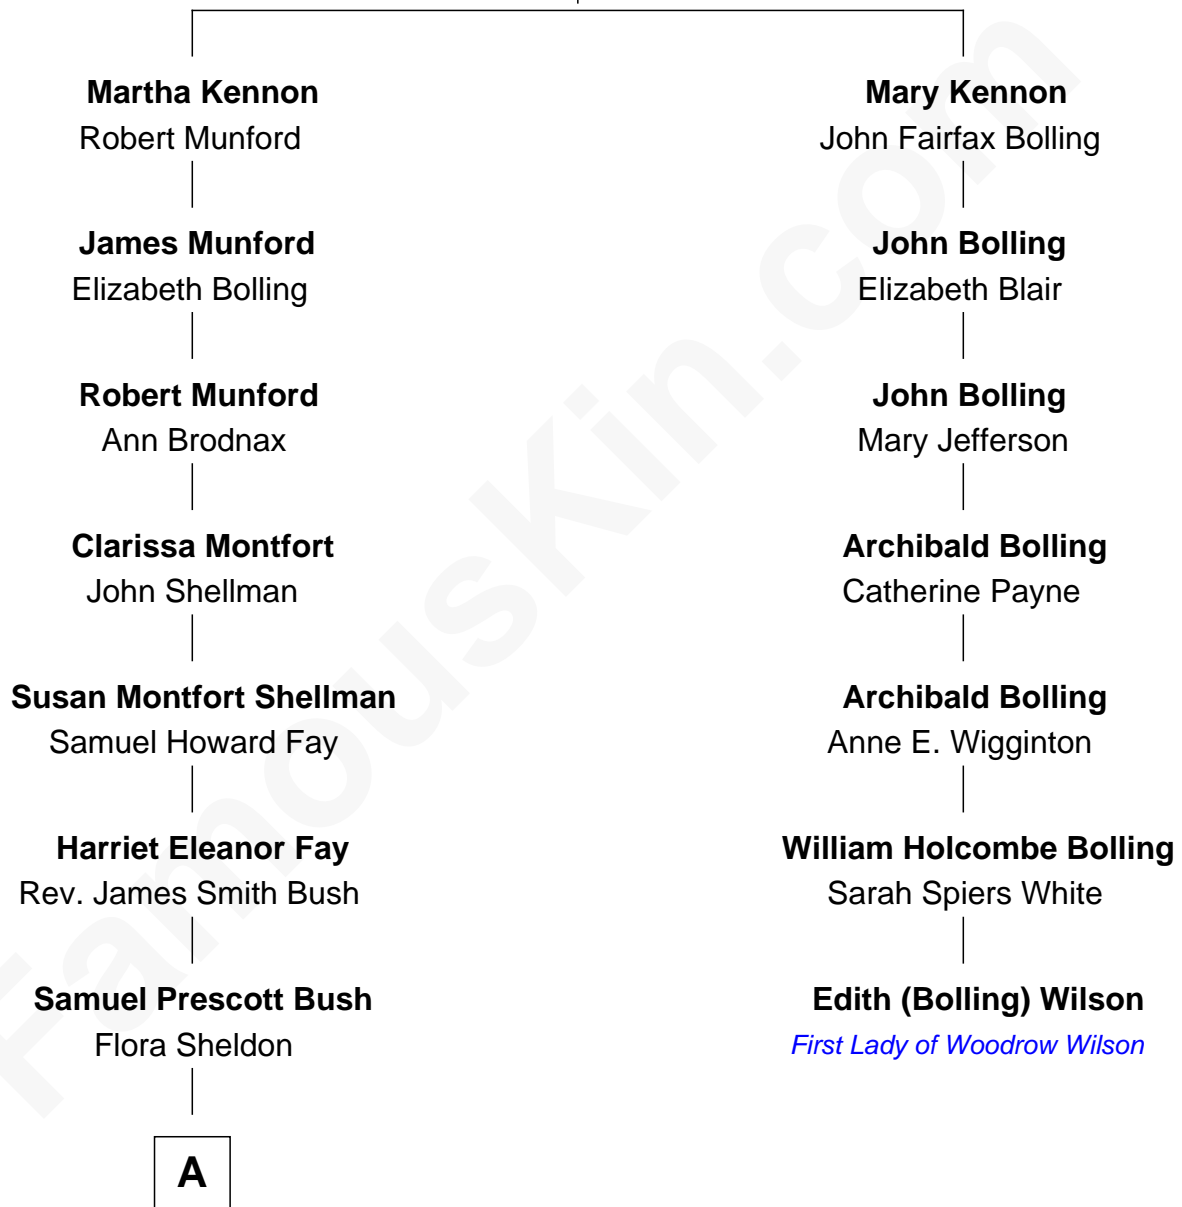 Martha Kennon
Robert Munford
Mary Kennon
John Fairfax Bolling
James Munford
Elizabeth Bolling
John Bolling
Elizabeth Blair
Robert Munford
Ann Brodnax
John Bolling
Mary Jefferson
Clarissa Montfort
John Shellman
Archibald Bolling
Catherine Payne
Susan Montfort Shellman
Samuel Howard Fay
Archibald Bolling
Anne E. Wigginton
Harriet Eleanor Fay
Rev. James Smith Bush
William Holcombe Bolling
Sarah Spiers White
Samuel Prescott Bush
Flora Sheldon
Edith (Bolling) Wilson
First Lady of Woodrow Wilson
A
FamousKin.com